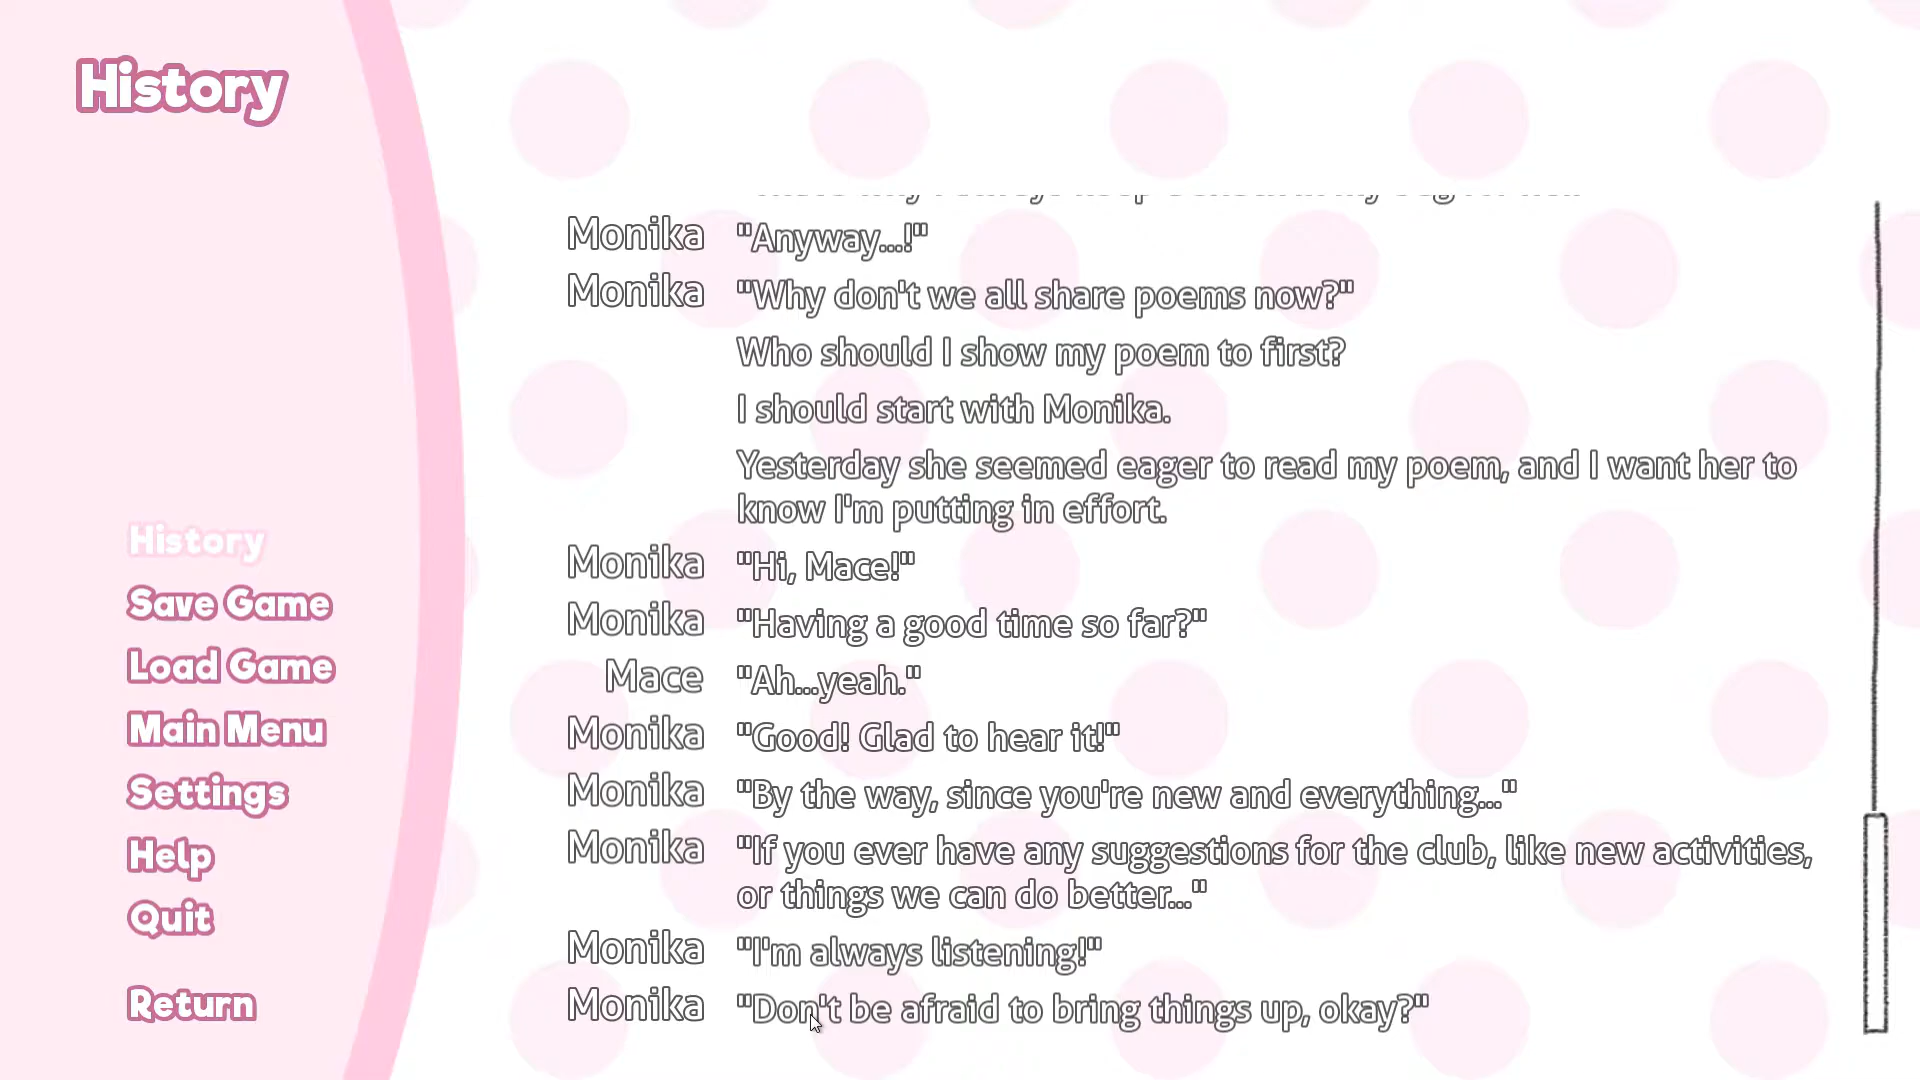 History
Monika "Anyway...!"
Monika "Why don't we all share poems now?"
Who should I show my poem to first?
I should start with Monika.
Yesterday she seemed eager to read my poem, and I want her to
know I'm putting in effort.
Monika "Hi, Mace!"
Monika "Having a good time so far?"
Mace "Ah...yeah."
Monika "Good! Glad to hear it!"
Monika "By the way, since you're new and everything..."
Monika "If you ever have any suggestions for the club, like new activities,
or things we can do better..."
Monika "I'm always listening!"
Monika "Don't be afraid to bring things up, okay?"
History
Save Game
Load Game
Main Menu
Settings
Help
Quit
Return